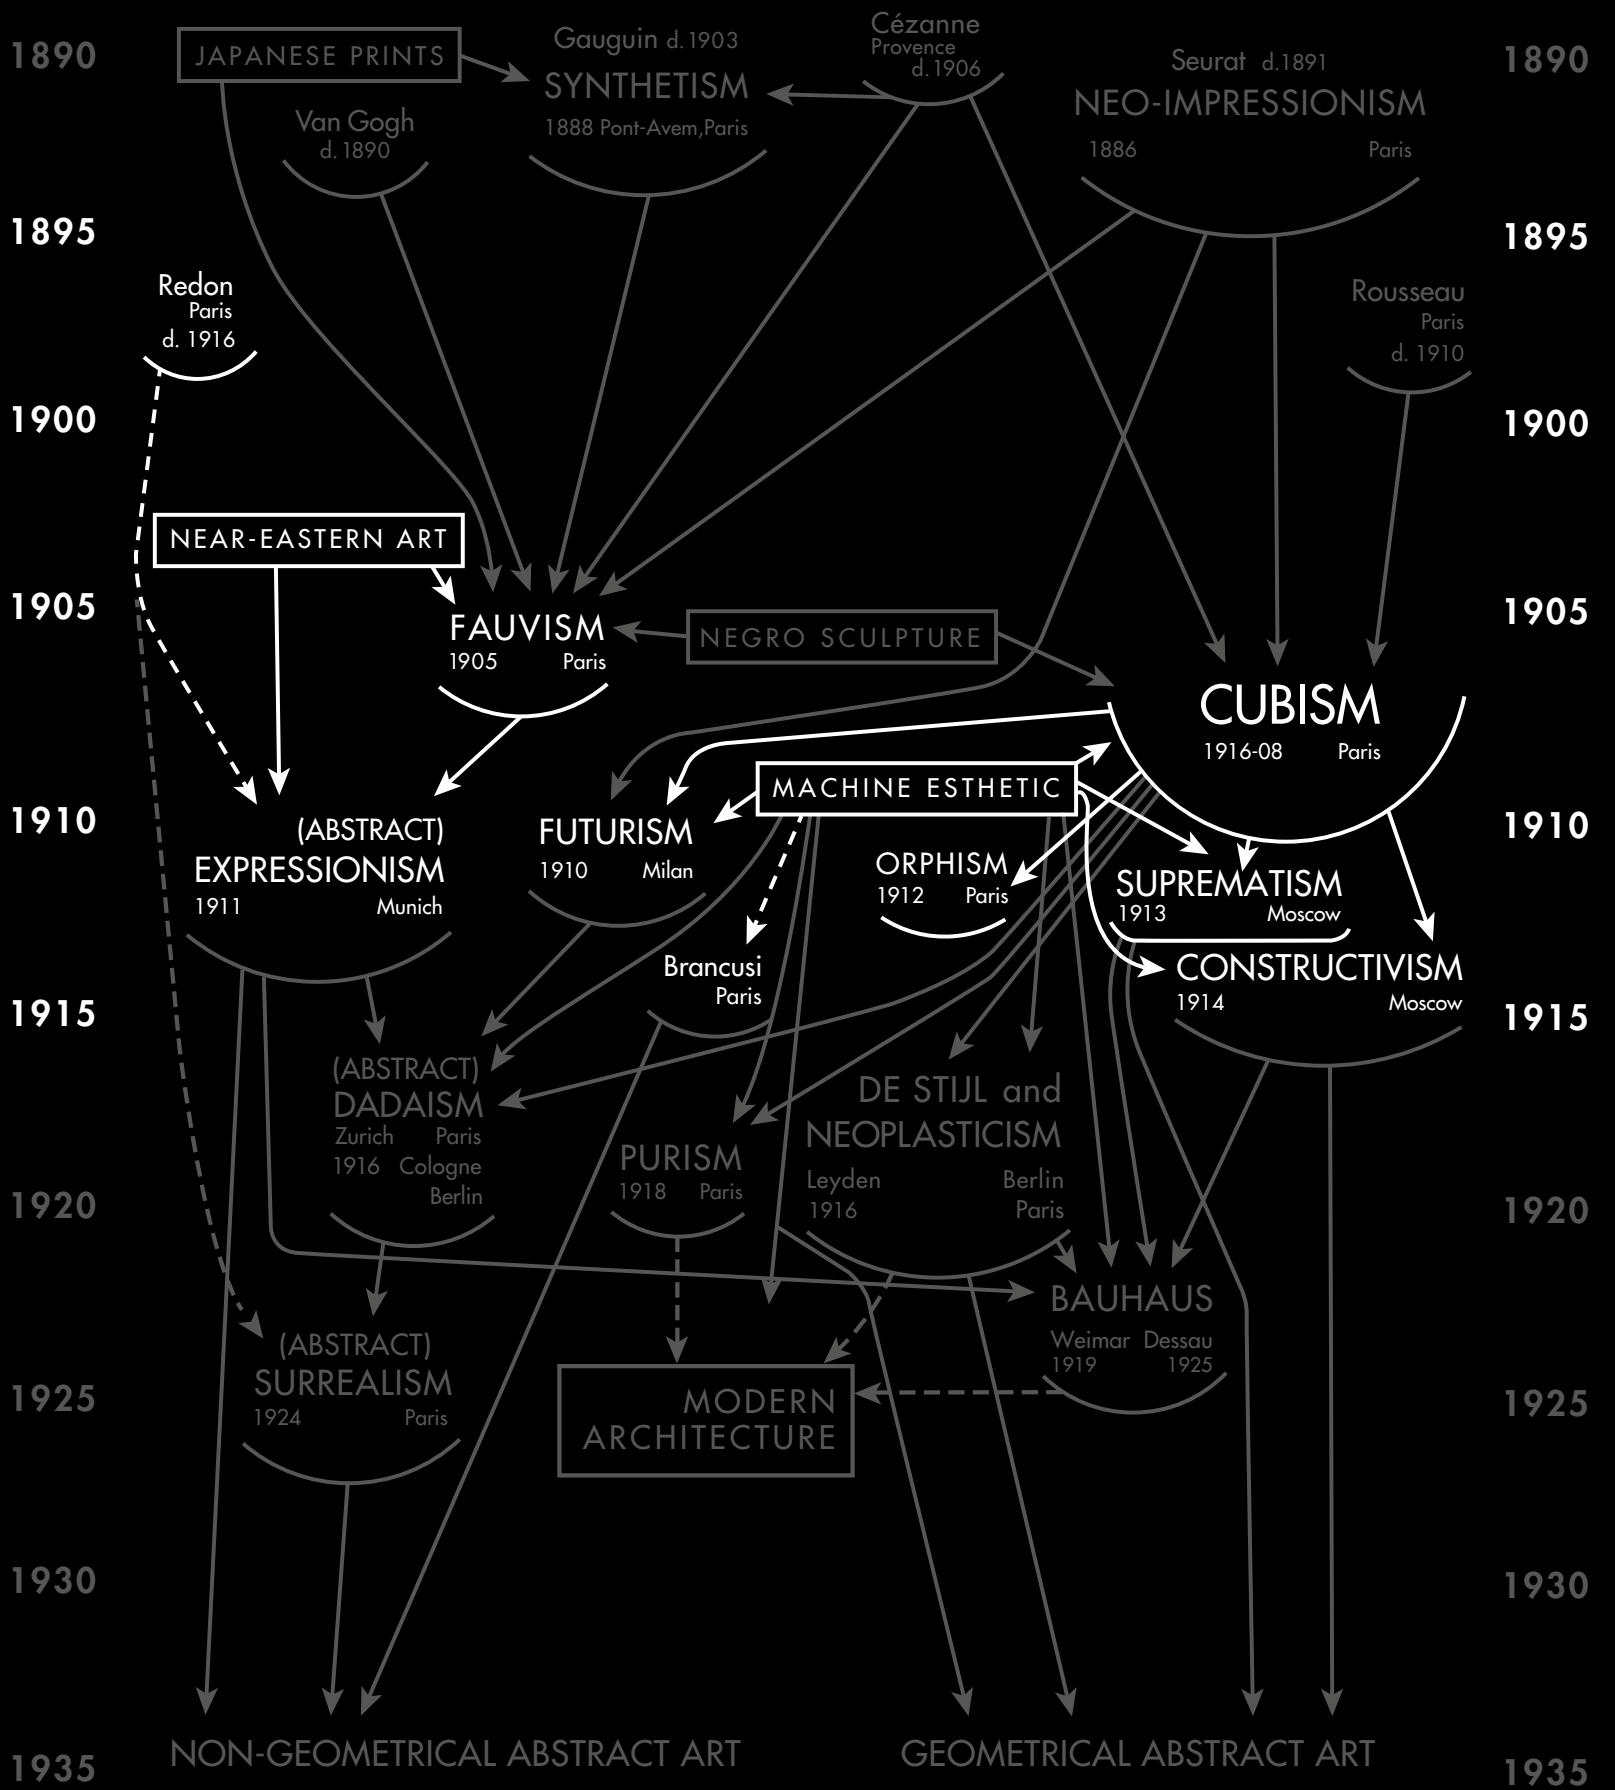 1890
JAPANESE PRINTS
Gauguin d.1903
SYNTHETISM
1888 Pont-Avem,Paris
Cézanne
Provence
d.1906
Seurat d.1891
NEO-IMPRESSIONISM
1886 Paris
1890
Van Gogh
d.1890
1895
1895
Redon
Paris
d. 1916
Rousseau
Paris
d. 1910
1900
1900
NEAR-EASTERN ART
1905
1905
FAUVISM
1905 Paris
NEGRO SCULPTURE
CUBISM
1916-08 Paris
MACHINE ESTHETIC
1910
1910
(ABSTRACT)
EXPRESSIONISM
1911 Munich
FUTURISM
1910 Milan
ORPHISM
1912 Paris
SUPREMATISM
1913 Moscow
Brancusi
Paris
CONSTRUCTIVISM
1914 Moscow
1915
1915
(ABSTRACT)
DADAISM
Zurich Paris
1916 Cologne
Berlin
PURISM
1918 Paris
DE STIJL and
NEOPLASTICISM
Leyden Berlin
1916 Paris
1920
1920
BAUHAUS
Weimar Dessau
1919 1925
(ABSTRACT)
SURREALISM
1924 Paris
MODERN
ARCHITECTURE
1925
1925
1930
1930
NON-GEOMETRICAL ABSTRACT ART
GEOMETRICAL ABSTRACT ART
1935
1935